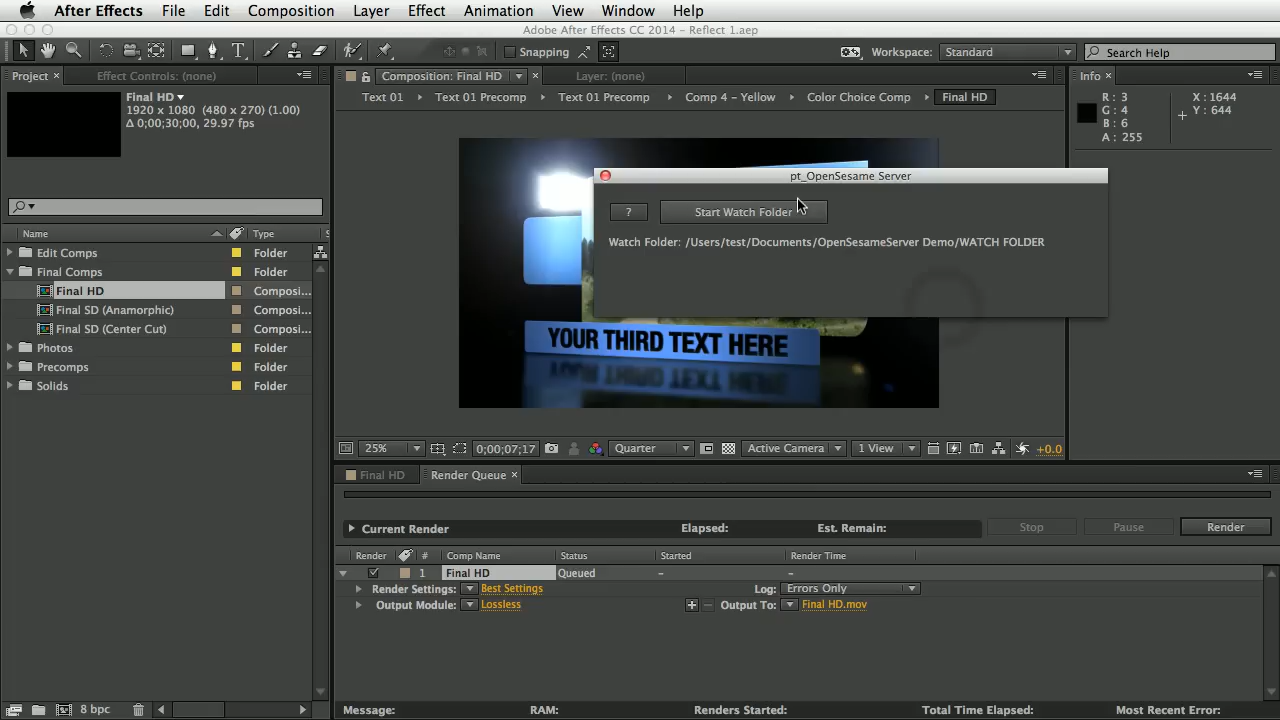 After Effects File Edit Composition Layer Effect Animation View Window Help
Adobe After Effects CC 2014 - Reflect 1.aep
Snapping Workspace: Standard Search Help
Project × Effect Controls: (none) Composition: Final HD × Layer: (none) Info ×
Final HD
1920 x 1080 (480 x 270) (1.00)
Δ 0;00;30;00, 29.97 fps
Text 01 Text 01 Precomp Text 01 Precomp Comp 4 - Yellow Color Choice Comp Final HD
R : 3 X : 1644
G : 4 Y : 644
B : 6
A : 255
pt_OpenSesame Server
? Start Watch Folder
Watch Folder: /Users/test/Documents/OpenSesameServer Demo/WATCH FOLDER
Name Type
Edit Comps Folder
Final Comps Folder
Final HD Composi...
Final SD (Anamorphic) Composi...
Final SD (Center Cut) Composi...
Photos Folder
Precomps Folder
Solids Folder
YOUR THIRD TEXT HERE
25% 0;00;07;17 Quarter Active Camera 1 View +0.0
Final HD Render Queue ×
Current Render Elapsed: Est. Remain: Stop Pause Render
Render # Comp Name Status Started Render Time
1 Final HD Queued – –
Render Settings: Best Settings Log: Errors Only
Output Module: Lossless + – Output To: Final HD.mov
8 bpc Message: RAM: Renders Started: Total Time Elapsed: Most Recent Error: